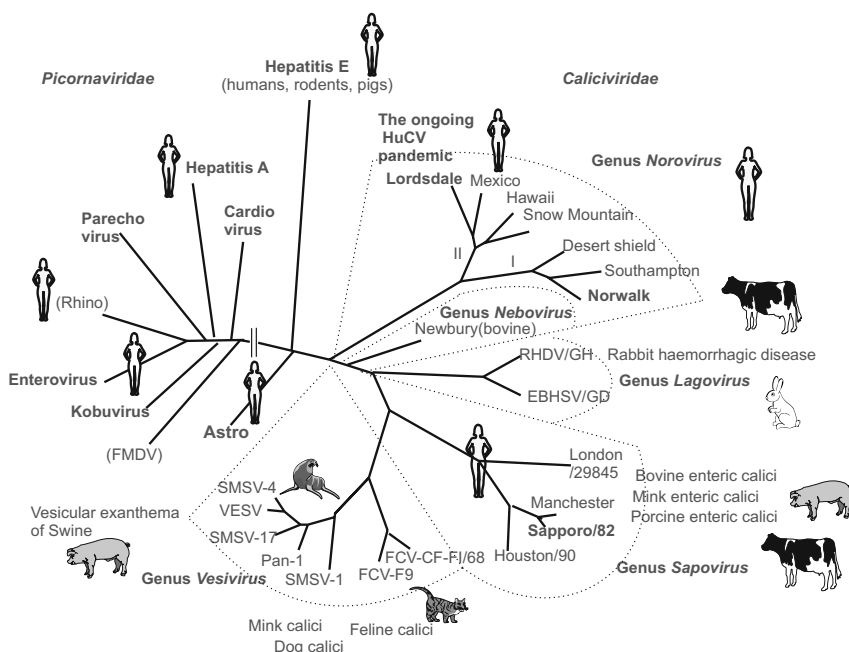 Picornaviridae
Hepatitis E
(humans, rodents, pigs)
Caliciviridae
The ongoing
HuCV
pandemic
Genus Norovirus
Hepatitis A
Lordsdale
Mexico
Hawaii
Snow Mountain
Parecho
virus
Cardio
virus
II
I
Desert shield
Southampton
Norwalk
(Rhino)
Genus Nebovirus
Newbury(bovine)
RHDV/GH
Rabbit haemorrhagic disease
Enterovirus
Genus Lagovirus
EBHSV/GD
Kobuvirus
Astro
(FMDV)
London
/29845
Bovine enteric calici
Mink enteric calici
Porcine enteric calici
SMSV-4
VESV
Manchester
Sapporo/82
Vesicular exanthema
of Swine
SMSV-17
Pan-1
SMSV-1
FCV-CF-FI/68
FCV-F9
Houston/90
Genus Vesivirus
Genus Sapovirus
Mink calici
Dog calici
Feline calici